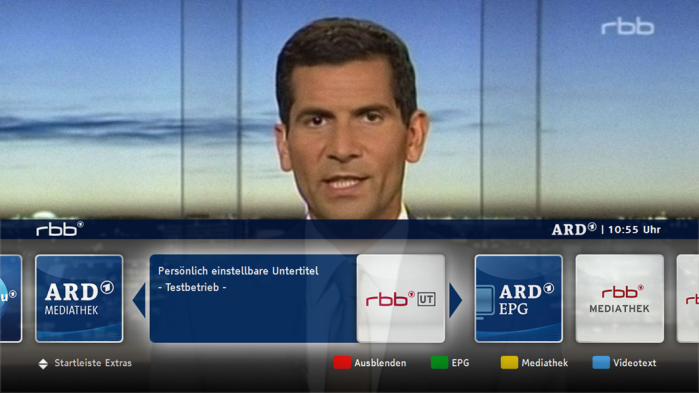 rbb
rbb
ARD | 10:55 Uhr
u
ARD
MEDIATHEK
Persönlich einstellbare Untertitel
- Testbetrieb -
rbb UT
ARD
EPG
rbb
MEDIATHEK
Startleiste Extras
Ausblenden
EPG
Mediathek
Videotext